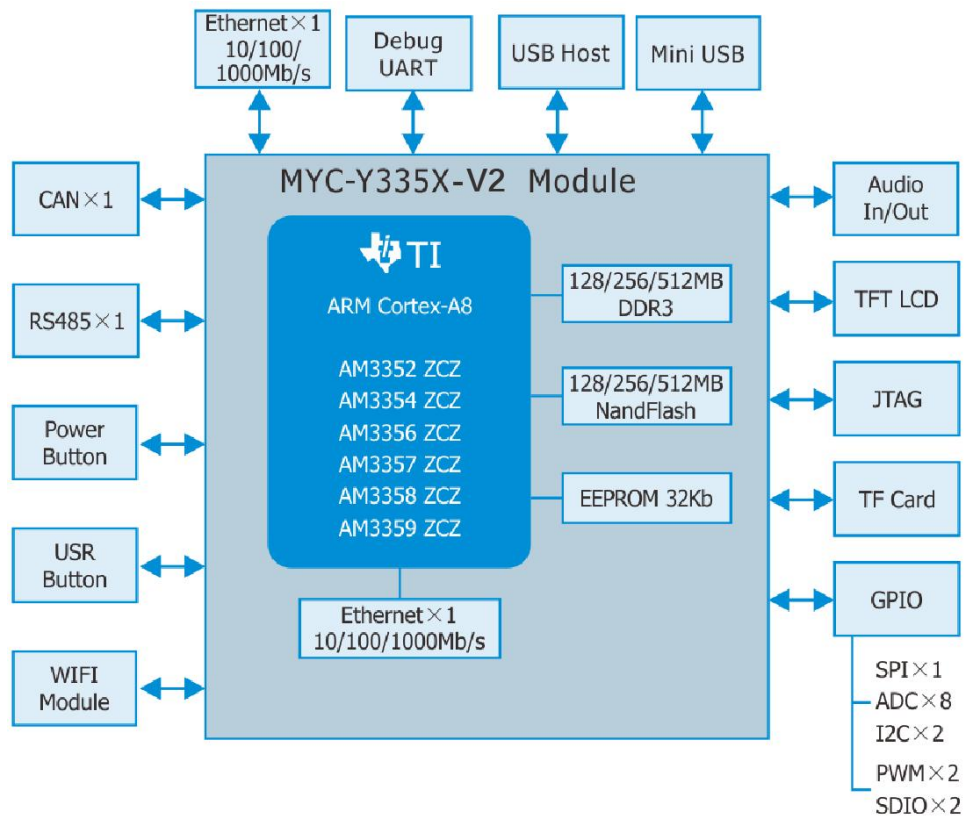 Ethernet×1
10/100/
1000Mb/s
Debug
UART
USB Host
Mini USB
MYC-Y335X-V2 Module
CAN×1
RS485×1
Power
Button
USR
Button
WIFI
Module
TI
ARM Cortex-A8
AM3352 ZCZ
AM3354 ZCZ
AM3356 ZCZ
AM3357 ZCZ
AM3358 ZCZ
AM3359 ZCZ
128/256/512MB
DDR3
128/256/512MB
NandFlash
EEPROM 32Kb
Ethernet×1
10/100/1000Mb/s
Audio
In/Out
TFT LCD
JTAG
TF Card
GPIO
SPI×1
ADC×8
I2C×2
PWM×2
SDIO×2